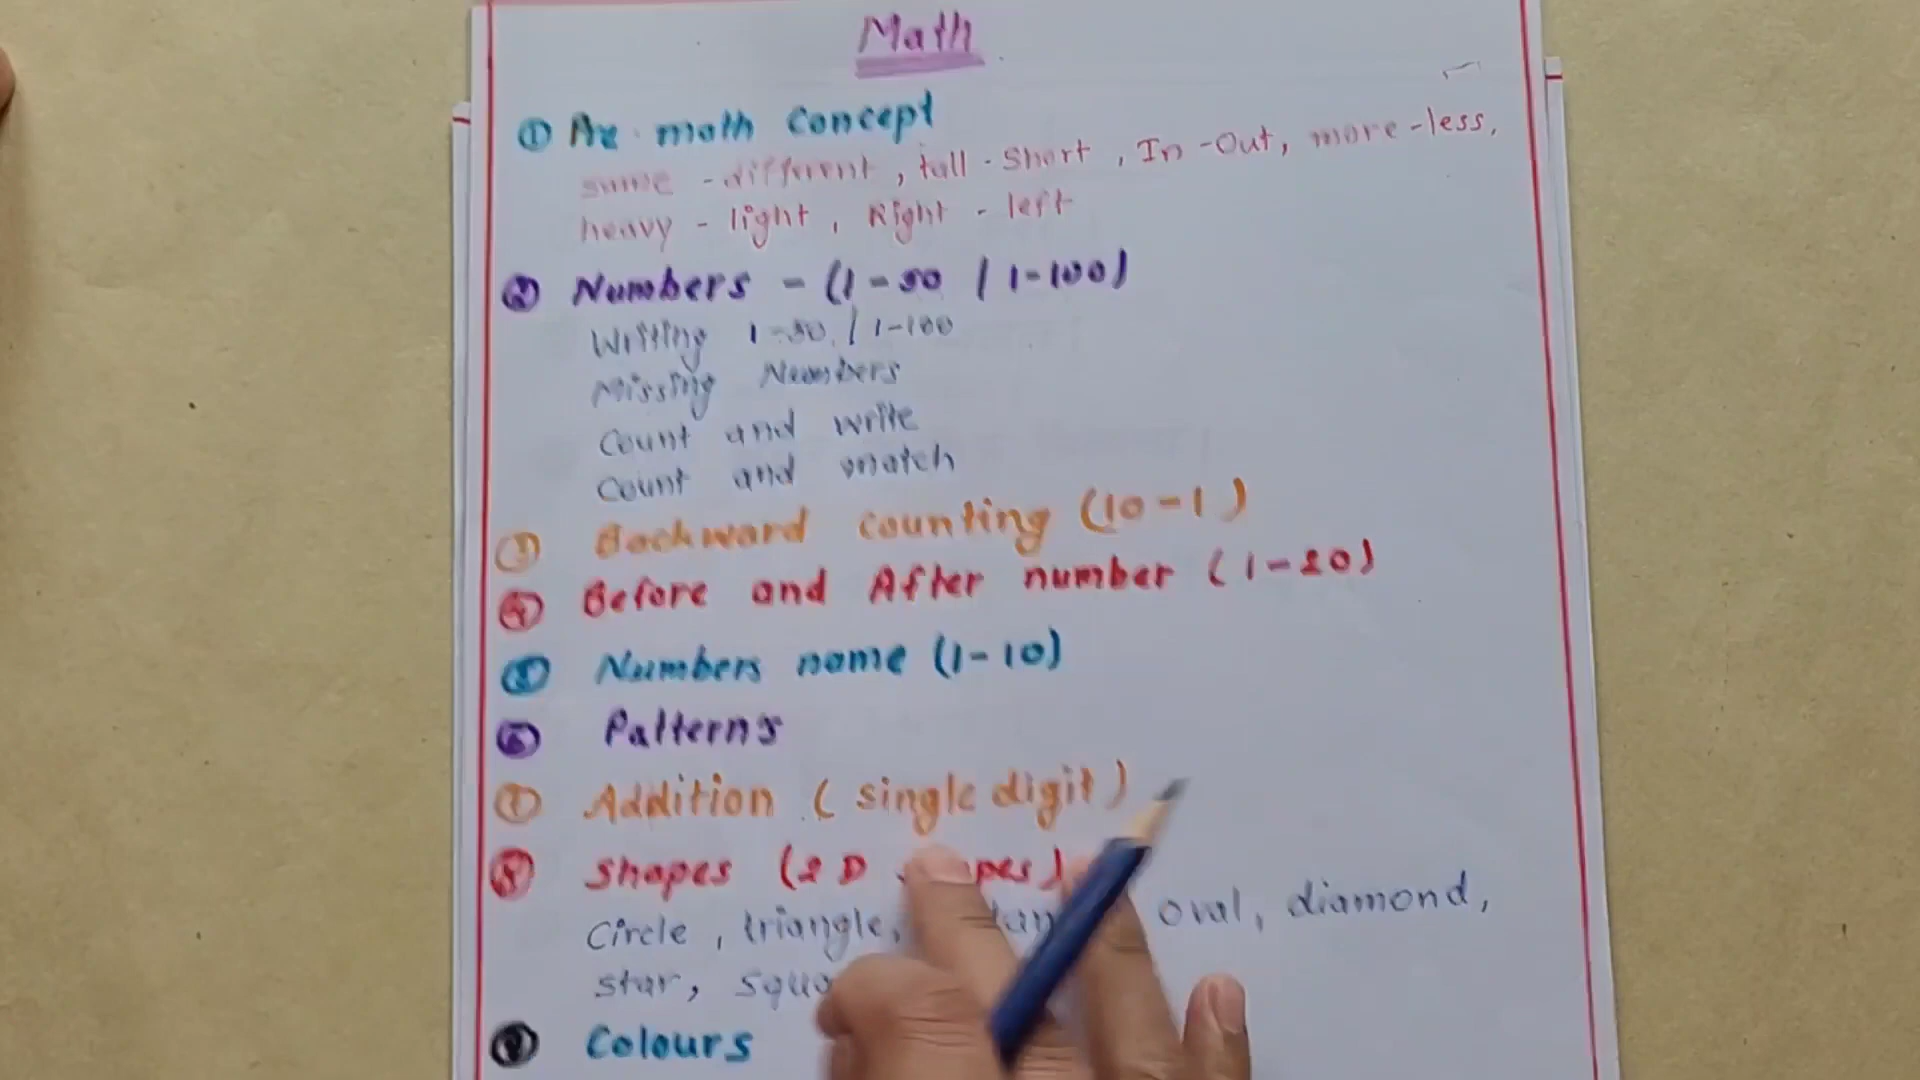 Math
① Pre-math concept
same - different, tall - Short, In - Out, more - less,
heavy - light, Right - left
② Numbers - (1 - 50 / 1 - 100)
Writing 1 - 50 / 1 - 100
Missing Numbers
Count and write
Count and match
③ Backward counting (10 - 1)
④ Before and After number (1 - 20)
⑤ Numbers name (1 - 10)
⑥ Patterns
⑦ Addition (single digit)
⑧ Shapes (2D
Circle, triangle, oval, diamond,
star,
⑨ Colours